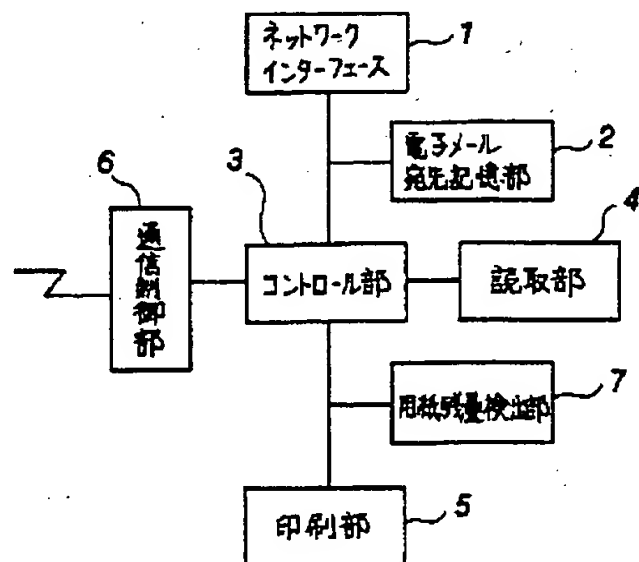 ネットワーク
インターフェース
1
電子メール
宛先記憶部
2
6
通信制御部
3
コントロール部
4
読取部
用紙残量検出部
7
印刷部
5